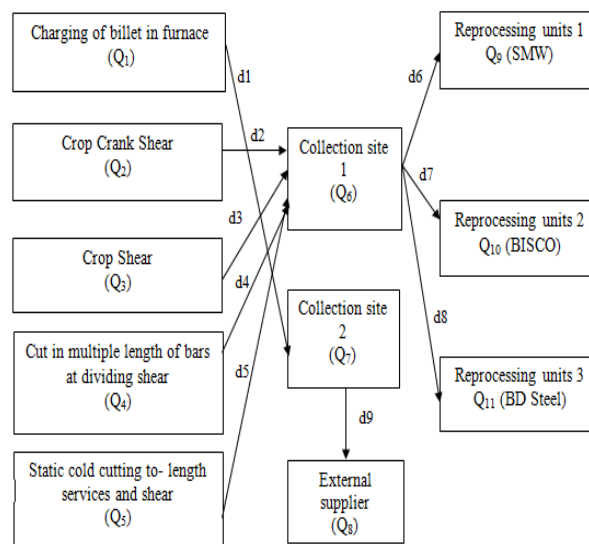 Charging of billet in furnace
(Q₁)
Crop Crank Shear
(Q₂)
Crop Shear
(Q₃)
Cut in multiple length of bars
at dividing shear
(Q₄)
Static cold cutting to- length
services and shear
(Q₅)
d1
d2
d3
d4
d5
Collection site
1
(Q₆)
Collection site
2
(Q₇)
d9
External
supplier
(Q₈)
d6
d7
d8
Reprocessing units 1
Q₉ (SMW)
Reprocessing units 2
Q₁₀ (BISCO)
Reprocessing units 3
Q₁₁ (BD Steel)